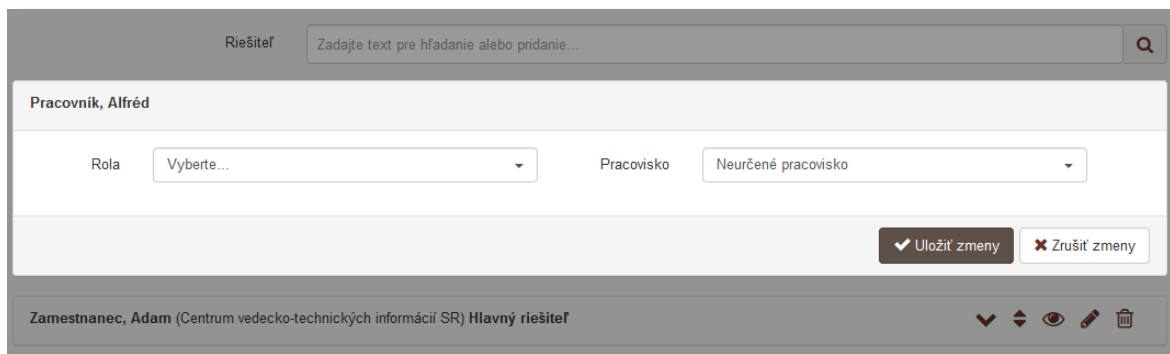 Riešiteľ Zadajte text pre hľadanie alebo pridanie...
Pracovník, Alfréd
Rola Vyberte... Pracovisko Neurčené pracovisko
Uložiť zmeny Zrušiť zmeny
Zamestnanec, Adam (Centrum vedecko-technických informácií SR) Hlavný riešiteľ